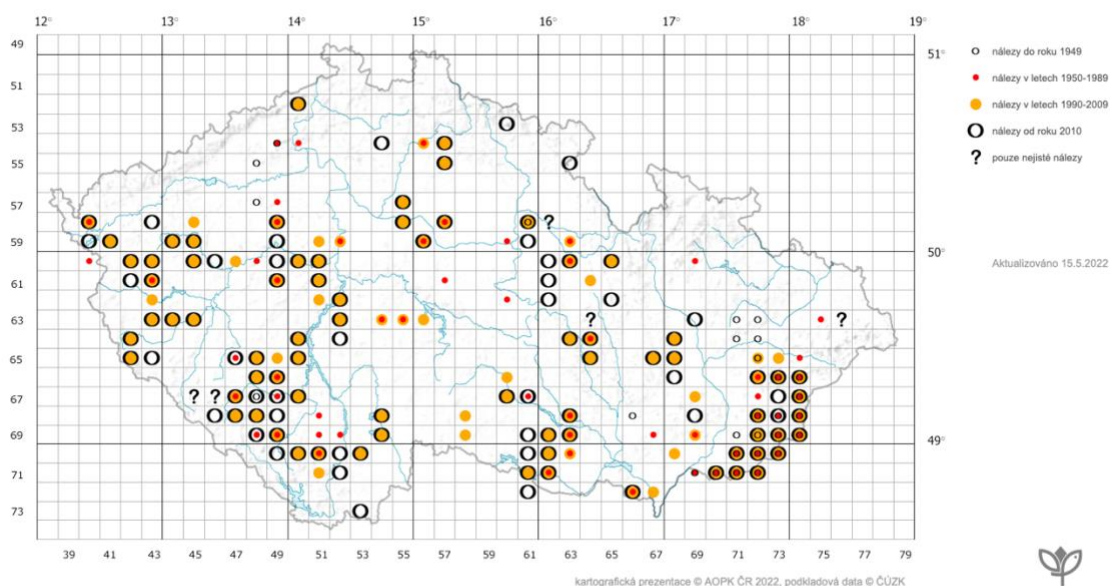 12° 13° 14° 15° 16° 17° 18° 19°
49
51°
nálezy do roku 1949
51
nálezy v letech 1950-1989
nálezy v letech 1990-2009
53
nálezy od roku 2010
55
? pouze nejisté nálezy
57
?
59
50°
Aktualizováno 15.5.2022
61
63
? ?
65
67
? ?
69
49°
71
73
39 41 43 45 47 49 51 53 55 57 59 61 63 65 67 69 71 73 75 77 79
kartografická prezentace © AOPK ČR 2022, podkladová data © ČÚZK